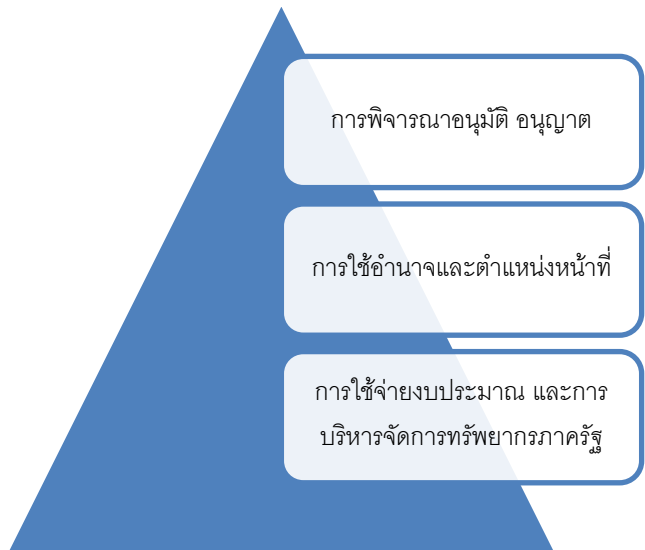 การพิจารณาอนุมัติ อนุญาต
การใช้อำนาจและตำแหน่งหน้าที่
การใช้จ่ายงบประมาณ และการ
บริหารจัดการทรัพยากรภาครัฐ